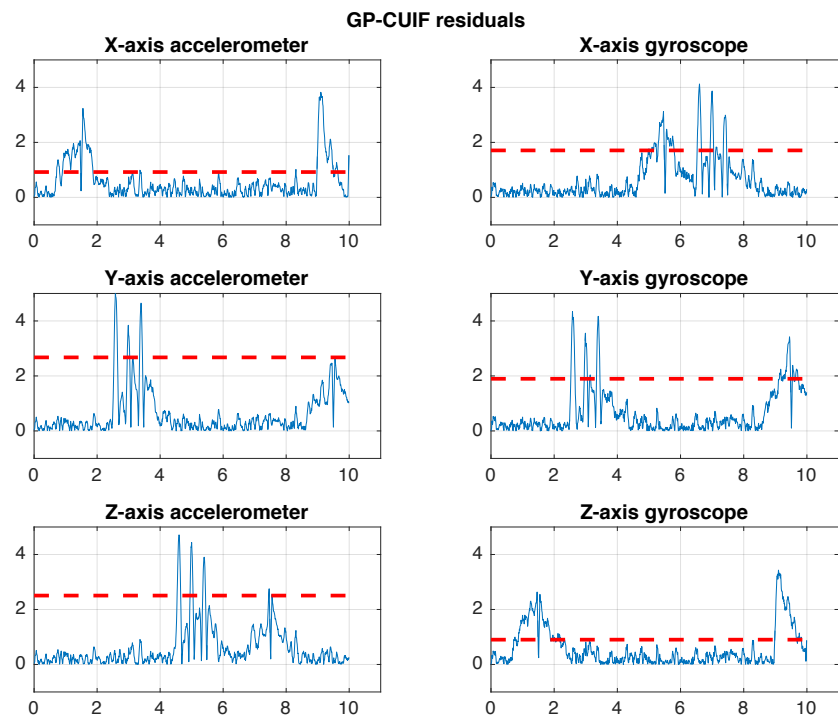 GP-CUIF residuals
X-axis accelerometer
X-axis gyroscope
4
2
0
0 2 4 6 8 10
4
2
0
0 2 4 6 8 10
Y-axis accelerometer
Y-axis gyroscope
4
2
0
0 2 4 6 8 10
4
2
0
0 2 4 6 8 10
Z-axis accelerometer
Z-axis gyroscope
4
2
0
0 2 4 6 8 10
4
2
0
0 2 4 6 8 10